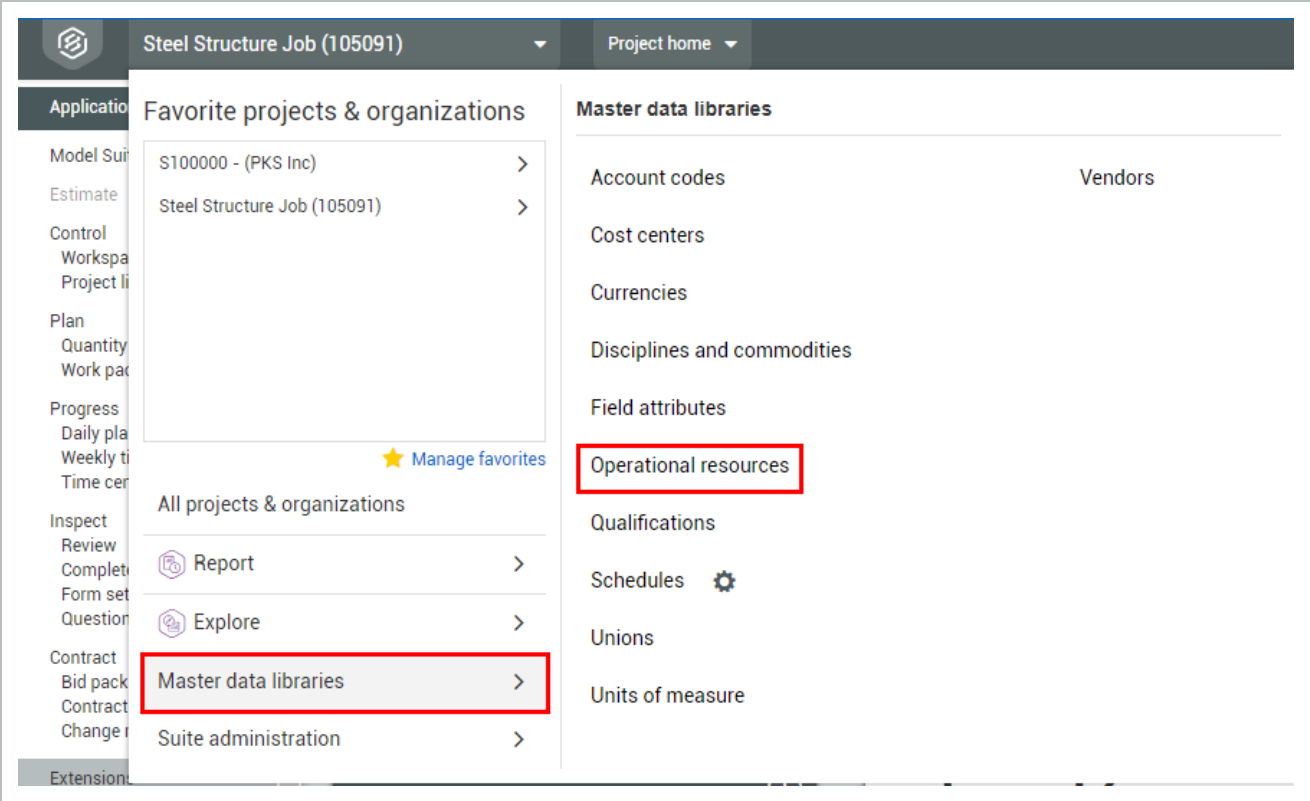 Steel Structure Job (105091)
Project home
Favorite projects & organizations
S100000 - (PKS Inc)
Steel Structure Job (105091)
Manage favorites
All projects & organizations
Report
Explore
Master data libraries
Suite administration
Master data libraries
Account codes
Cost centers
Currencies
Disciplines and commodities
Field attributes
Operational resources
Qualifications
Schedules
Unions
Units of measure
Vendors
Applicatio
Model Sui
Estimate
Control
Workspa
Project li
Plan
Quantity
Work pac
Progress
Daily pla
Weekly ti
Time cer
Inspect
Review
Complet
Form set
Question
Contract
Bid pack
Contract
Change r
Extensions